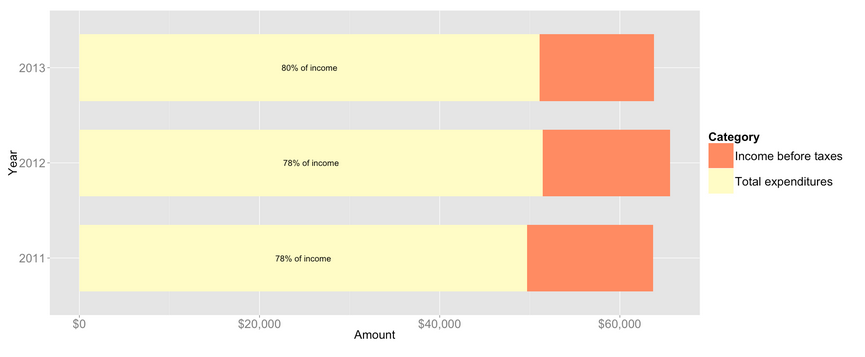 2013
80% of income
2012
78% of income
2011
78% of income
Year
$0
$20,000
$40,000
$60,000
Amount
Category
Income before taxes
Total expenditures